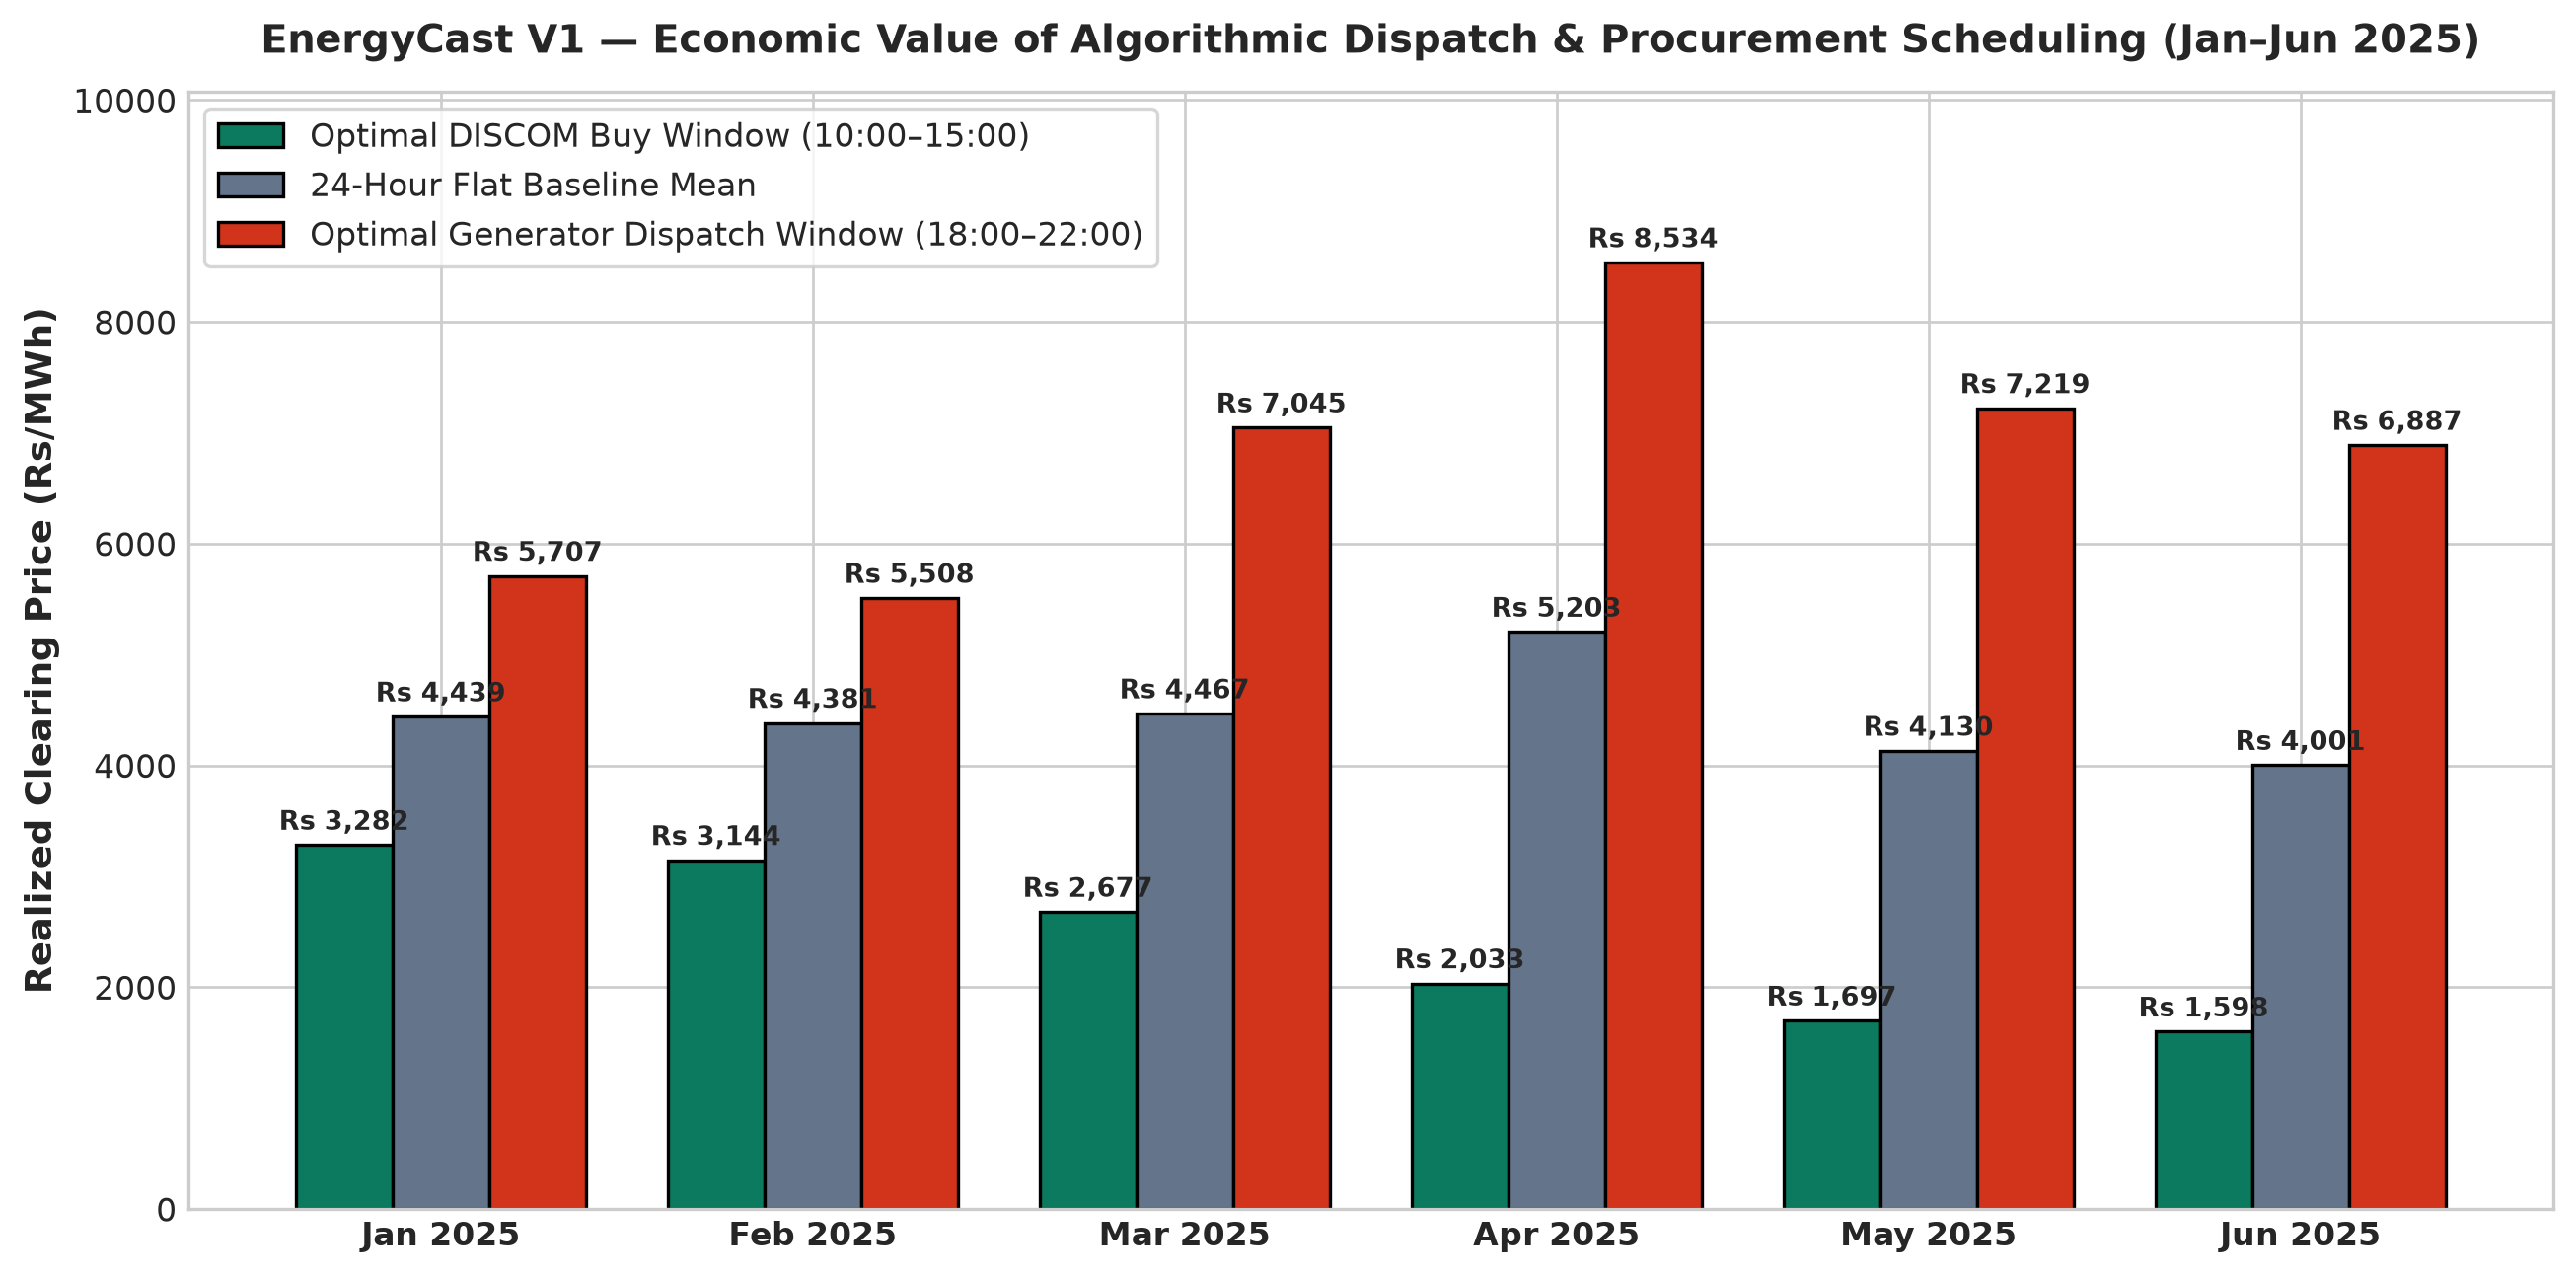 EnergyCast V1 — Economic Value of Algorithmic Dispatch & Procurement Scheduling (Jan–Jun 2025)
Realized Clearing Price (Rs/MWh)
10000
8000
6000
4000
2000
0
Optimal DISCOM Buy Window (10:00–15:00)
24-Hour Flat Baseline Mean
Optimal Generator Dispatch Window (18:00–22:00)
Rs 3,282
Rs 4,439
Rs 5,707
Rs 3,144
Rs 4,381
Rs 5,508
Rs 2,677
Rs 4,467
Rs 7,045
Rs 2,033
Rs 5,203
Rs 8,534
Rs 1,697
Rs 4,130
Rs 7,219
Rs 1,598
Rs 4,001
Rs 6,887
Jan 2025
Feb 2025
Mar 2025
Apr 2025
May 2025
Jun 2025